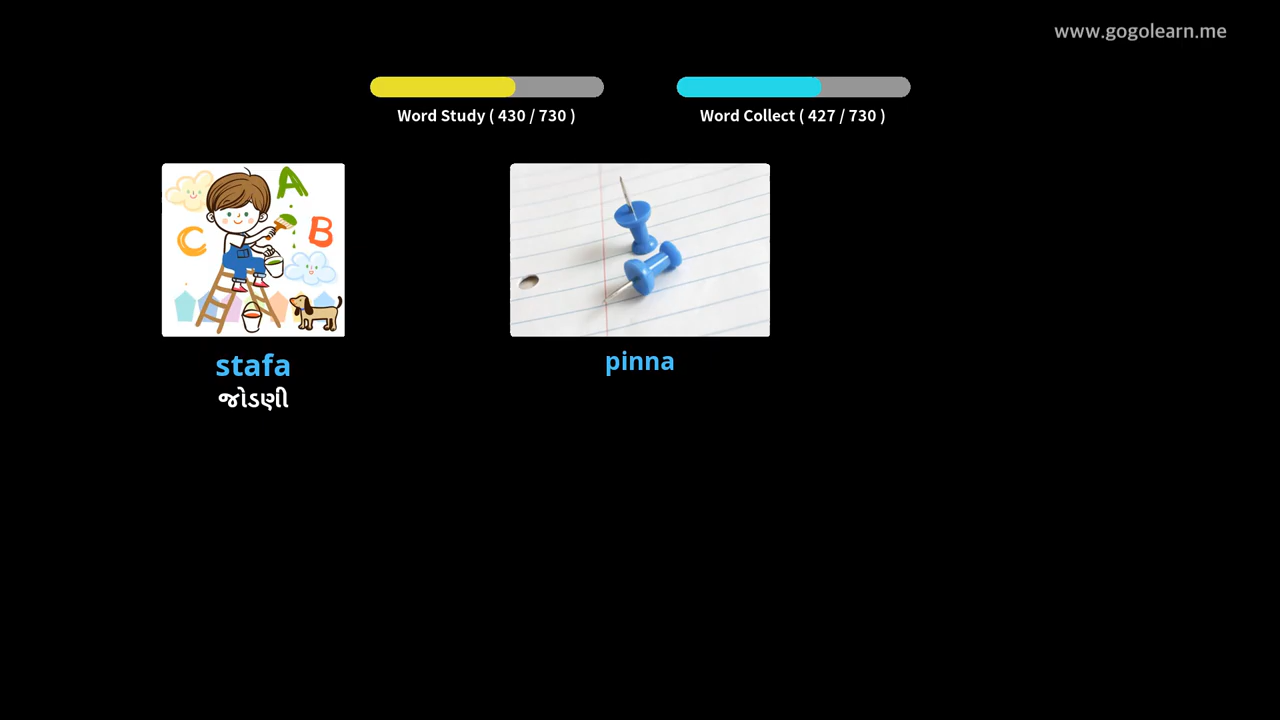 www.gogolearn.me
Word Study ( 430 / 730 )
Word Collect ( 427 / 730 )
A
B
C
stafa
જોડણી
pinna